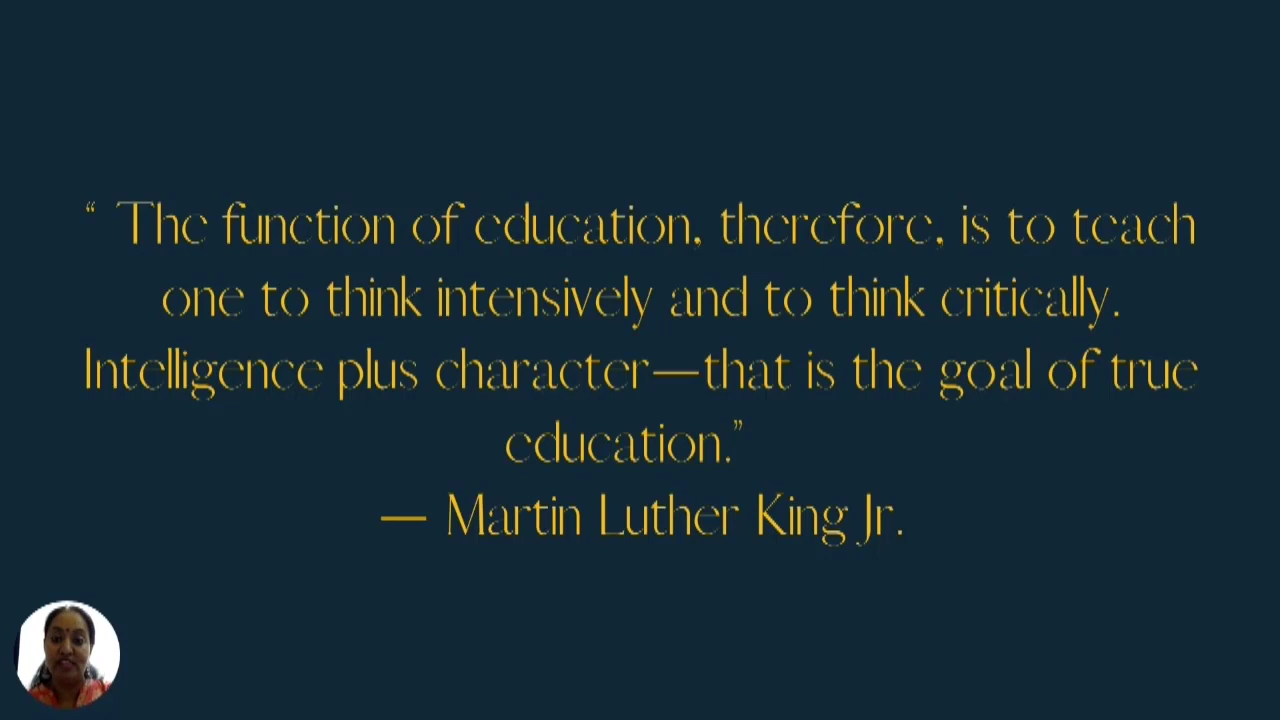 “ The function of education, therefore, is to teach
one to think intensively and to think critically.
Intelligence plus character—that is the goal of true
education.”
— Martin Luther King Jr.